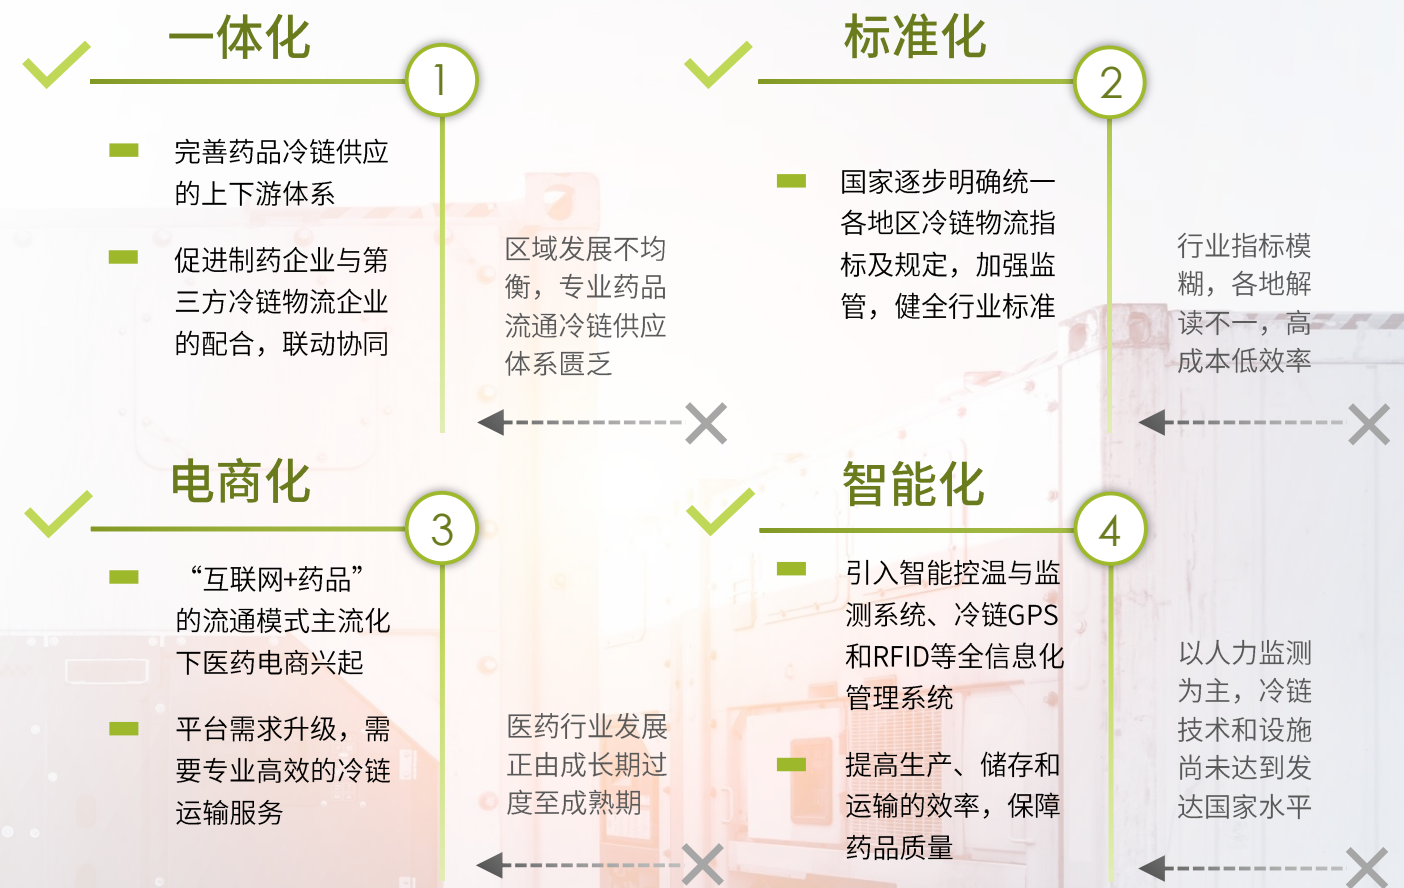 一体化
1
完善药品冷链供应
的上下游体系
促进制药企业与第
三方冷链物流企业
的配合，联动协同
区域发展不均
衡，专业药品
流通冷链供应
体系匮乏
标准化
2
国家逐步明确统一
各地区冷链物流指
标及规定，加强监
管，健全行业标准
行业指标模
糊，各地解
读不一，高
成本低效率
电商化
3
“互联网+药品”
的流通模式主流化
下医药电商兴起
平台需求升级，需
要专业高效的冷链
运输服务
医药行业发展
正由成长期过
度至成熟期
智能化
4
引入智能控温与监
测系统、冷链GPS
和RFID等全信息化
管理系统
提高生产、储存和
运输的效率，保障
药品质量
以人力监测
为主，冷链
技术和设施
尚未达到发
达国家水平